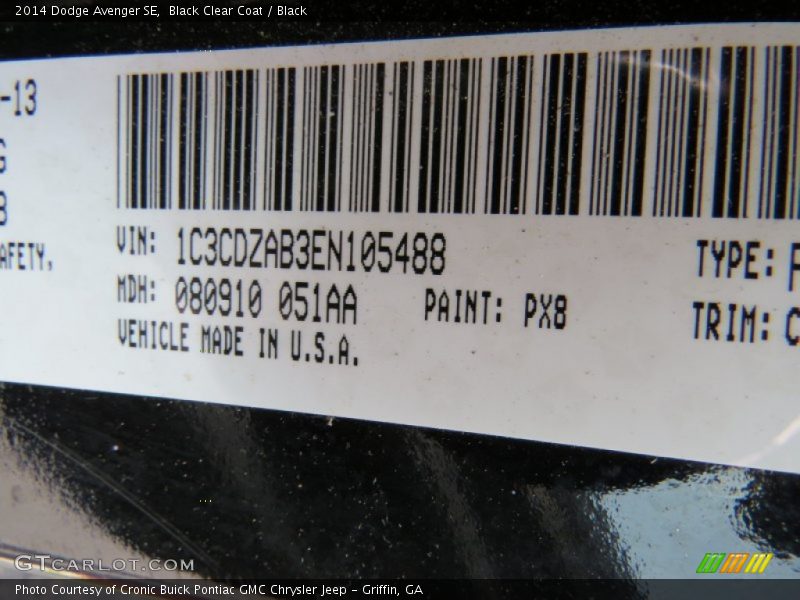 2014 Dodge Avenger SE, Black Clear Coat / Black
-13
AFETY,
VIN: 1C3CDZAB3EN105488
TYPE:
MDH: 080910 051AA
PAINT: PX8
TRIM: C
VEHICLE MADE IN U.S.A.
GTCARLOT.COM
Photo Courtesy of Cronic Buick Pontiac GMC Chrysler Jeep - Griffin, GA